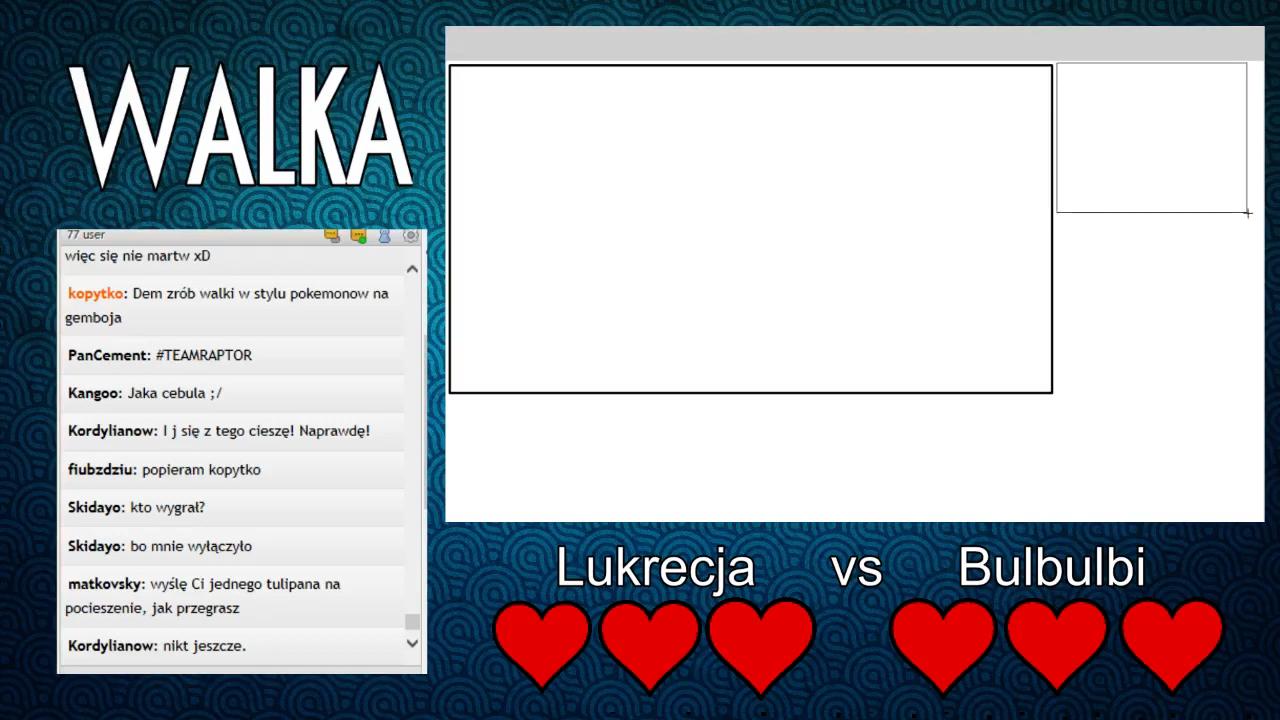 WALKA
77 user
więc się nie martw xD
kopytko: Dem zrób walki w stylu pokemonow na
gemboja
PanCement: #TEAMRAPTOR
Kangoo: Jaka cebula ;/
Kordylianow: I j się z tego cieszę! Naprawdę!
fiubzdziu: popieram kopytko
Skidayo: kto wygrał?
Skidayo: bo mnie wyłączyło
matkovsky: wyślę Ci jednego tulipana na
pocieszenie, jak przegrasz
Kordylianow: nikt jeszcze.
Lukrecja vs Bulbulbi